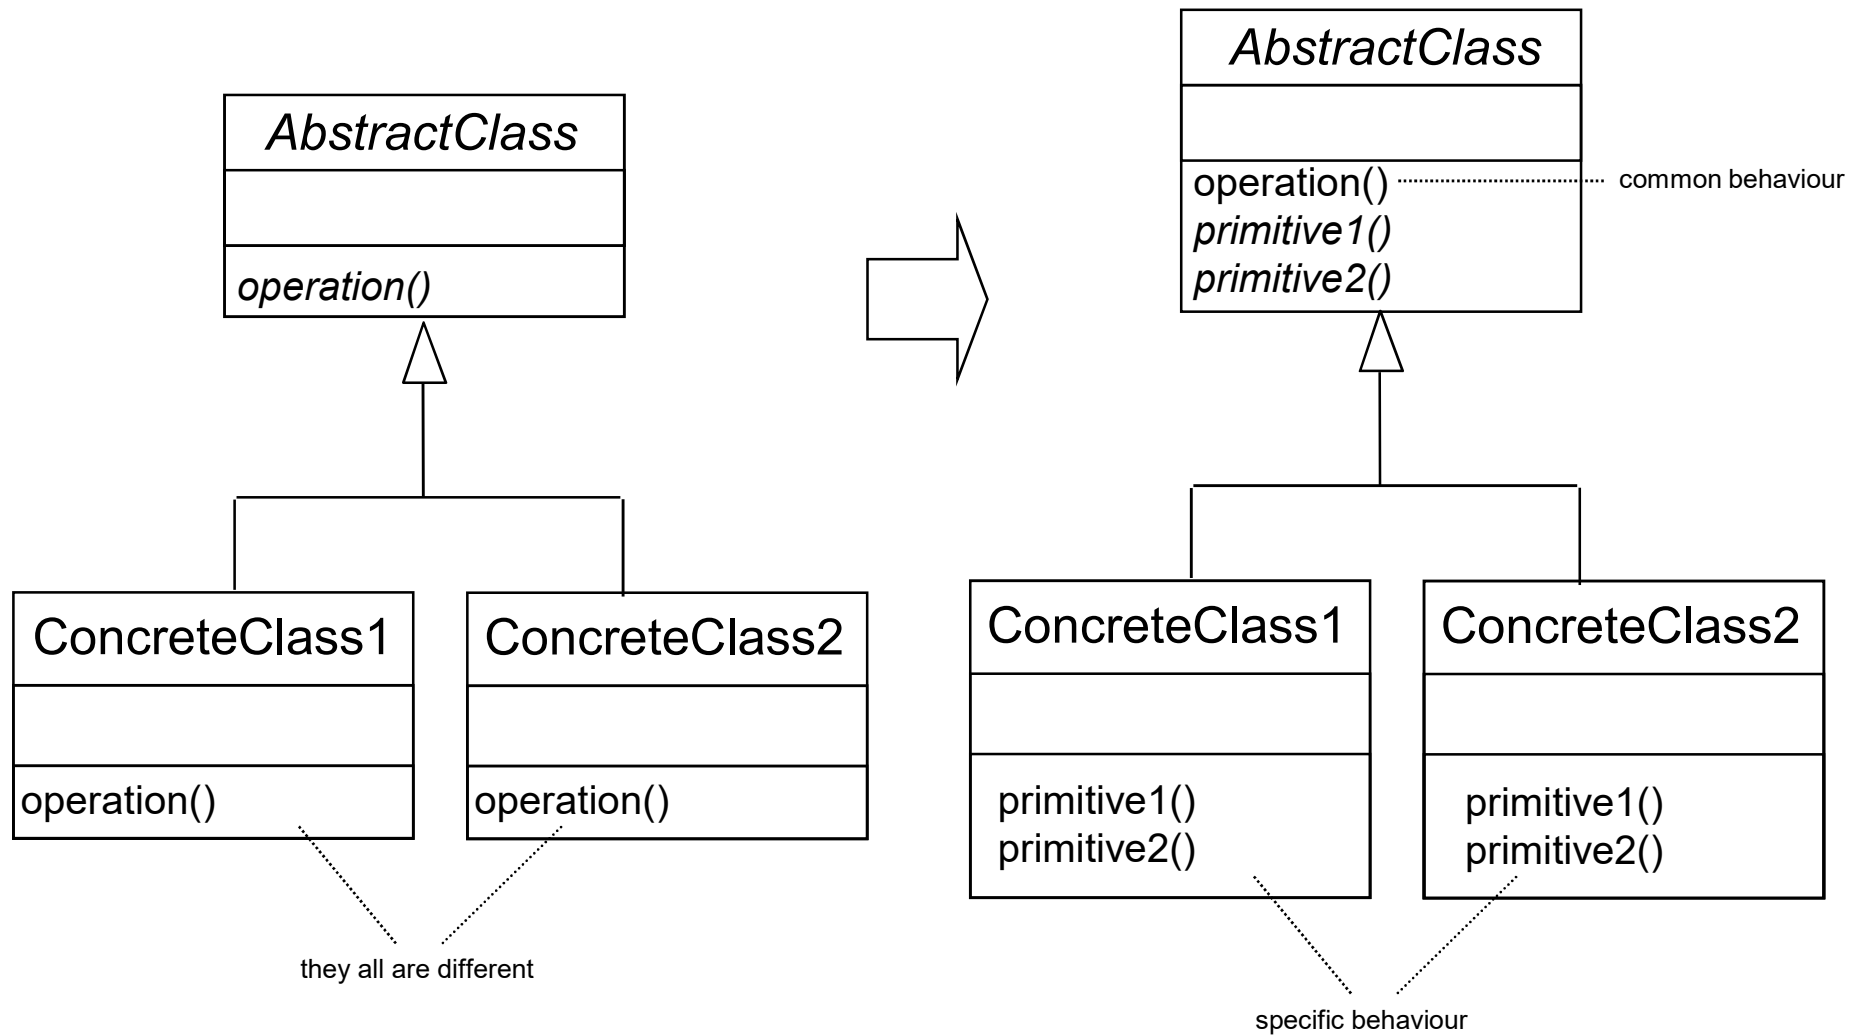 AbstractClass
operation()
ConcreteClass1
operation()
ConcreteClass2
operation()
they all are different
AbstractClass
operation()
common behaviour
primitive1()
primitive2()
ConcreteClass1
primitive1()
primitive2()
ConcreteClass2
primitive1()
primitive2()
specific behaviour